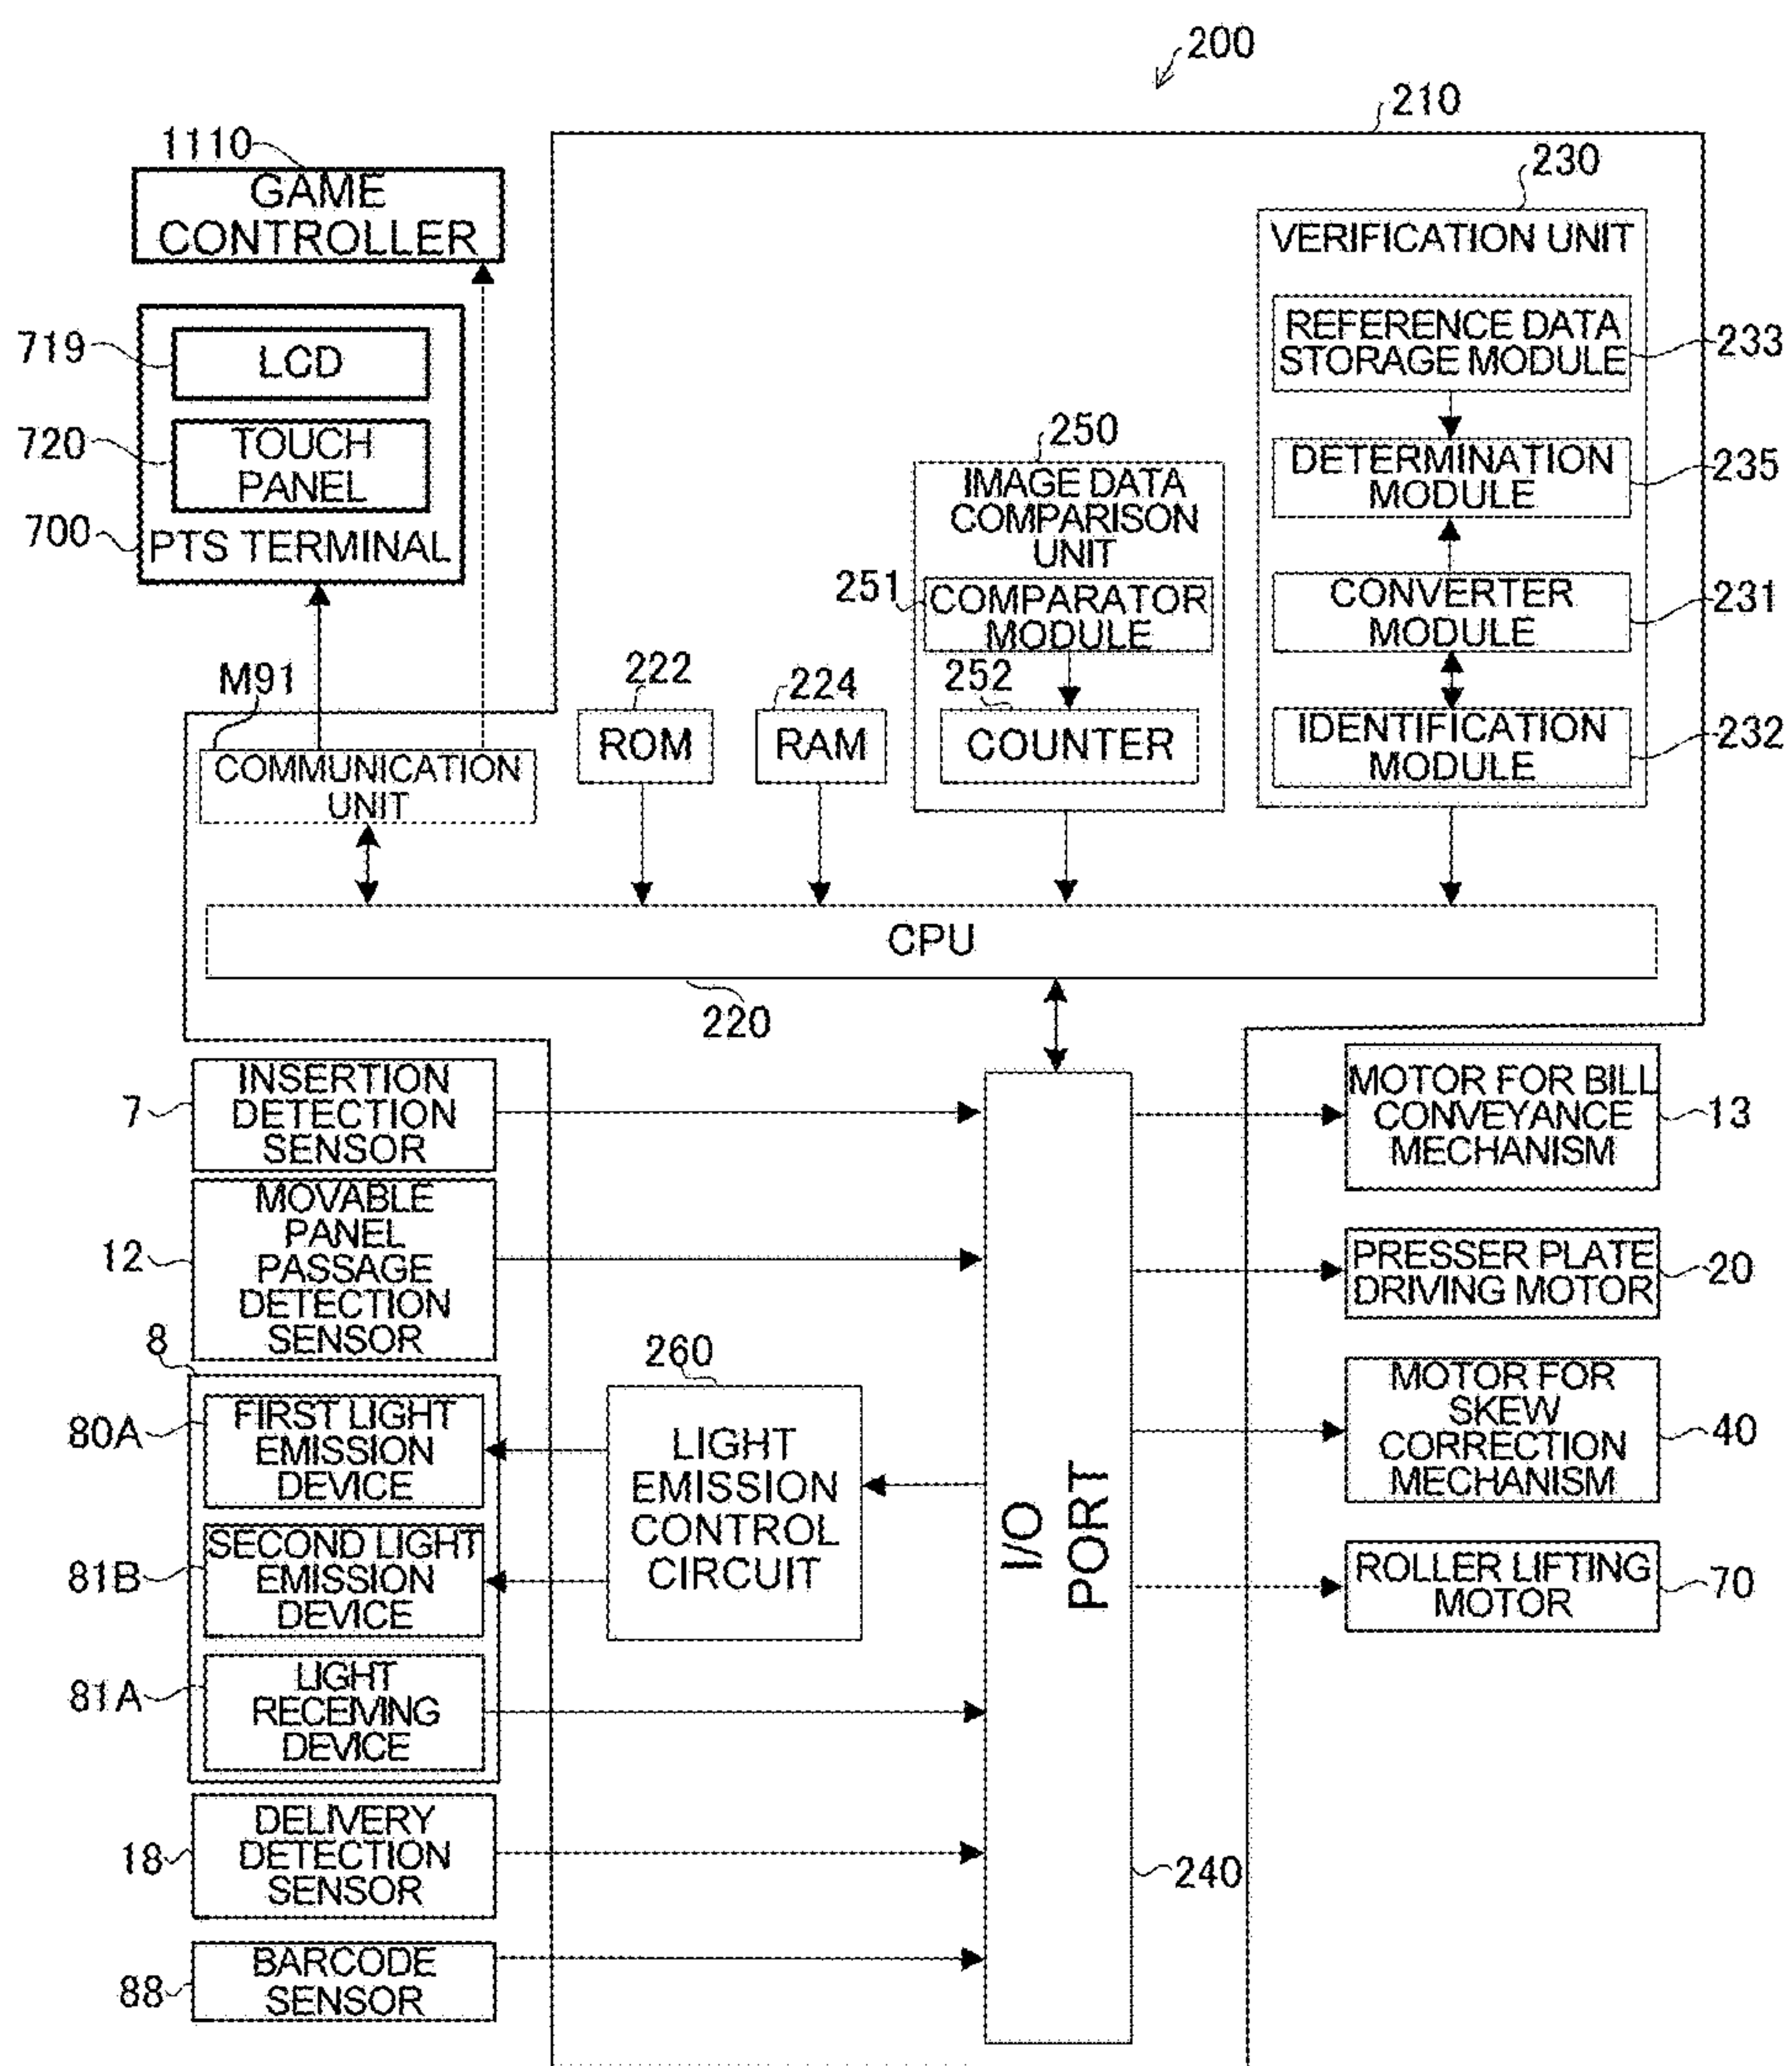 200
210
1110
GAME
CONTROLLER
230
VERIFICATION UNIT
719
LCD
REFERENCE DATA
STORAGE MODULE
233
720
TOUCH
PANEL
250
IMAGE DATA
COMPARISON
UNIT
DETERMINATION
MODULE
235
700
PTS TERMINAL
251
COMPARATOR
MODULE
CONVERTER
MODULE
231
M91
222
224
252
COMMUNICATION
UNIT
ROM
RAM
COUNTER
IDENTIFICATION
MODULE
232
CPU
220
7
INSERTION
DETECTION
SENSOR
MOTOR FOR BILL
CONVEYANCE
MECHANISM
13
12
MOVABLE
PANEL
PASSAGE
DETECTION
SENSOR
PRESSER PLATE
DRIVING MOTOR
20
8
260
80A
FIRST LIGHT
EMISSION
DEVICE
LIGHT
EMISSION
CONTROL
CIRCUIT
I/O
PORT
MOTOR FOR
SKEW
CORRECTION
MECHANISM
40
81B
SECOND LIGHT
EMISSION
DEVICE
ROLLER LIFTING
MOTOR
70
81A
LIGHT
RECEIVING
DEVICE
18
DELIVERY
DETECTION
SENSOR
240
88
BARCODE
SENSOR